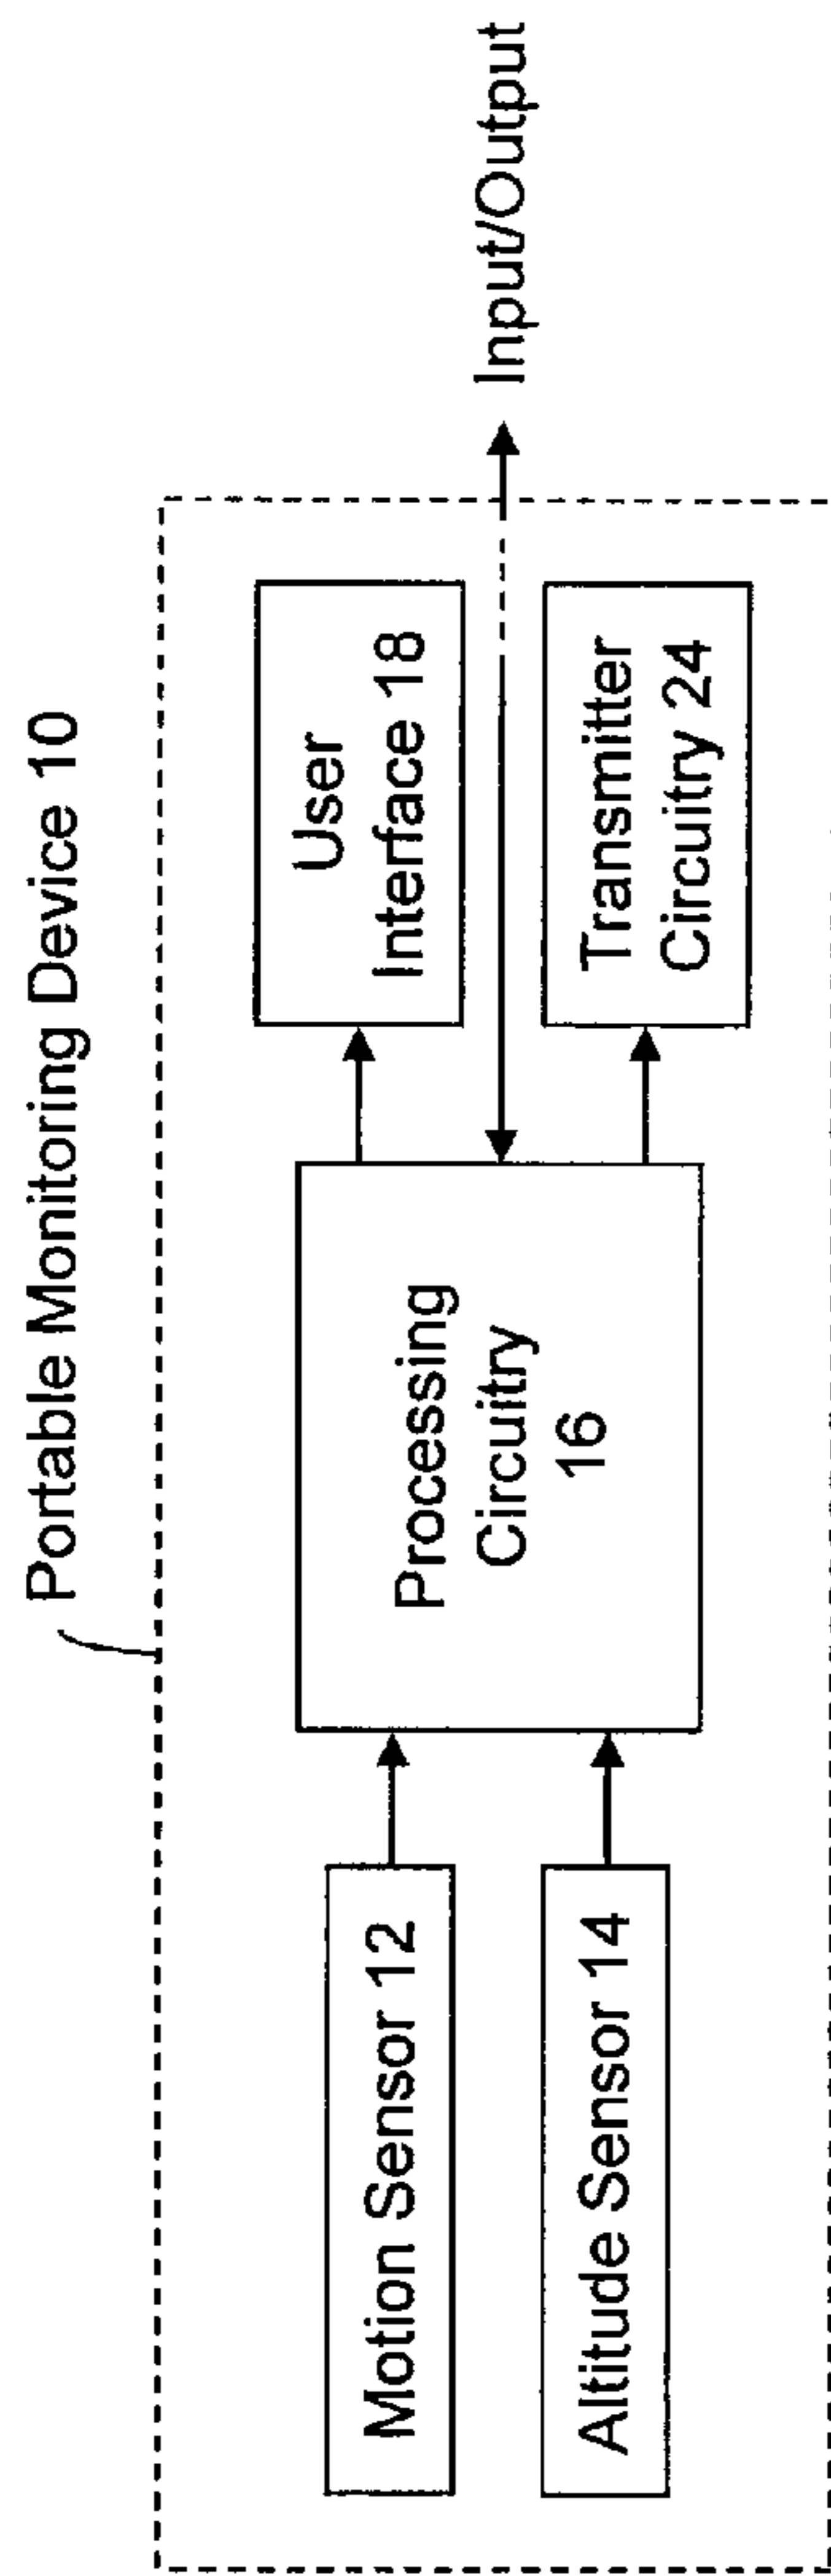 Portable Monitoring Device 10
Motion Sensor 12
Altitude Sensor 14
Processing
Circuitry
16
User
Interface 18
Transmitter
Circuitry 24
Input/Output